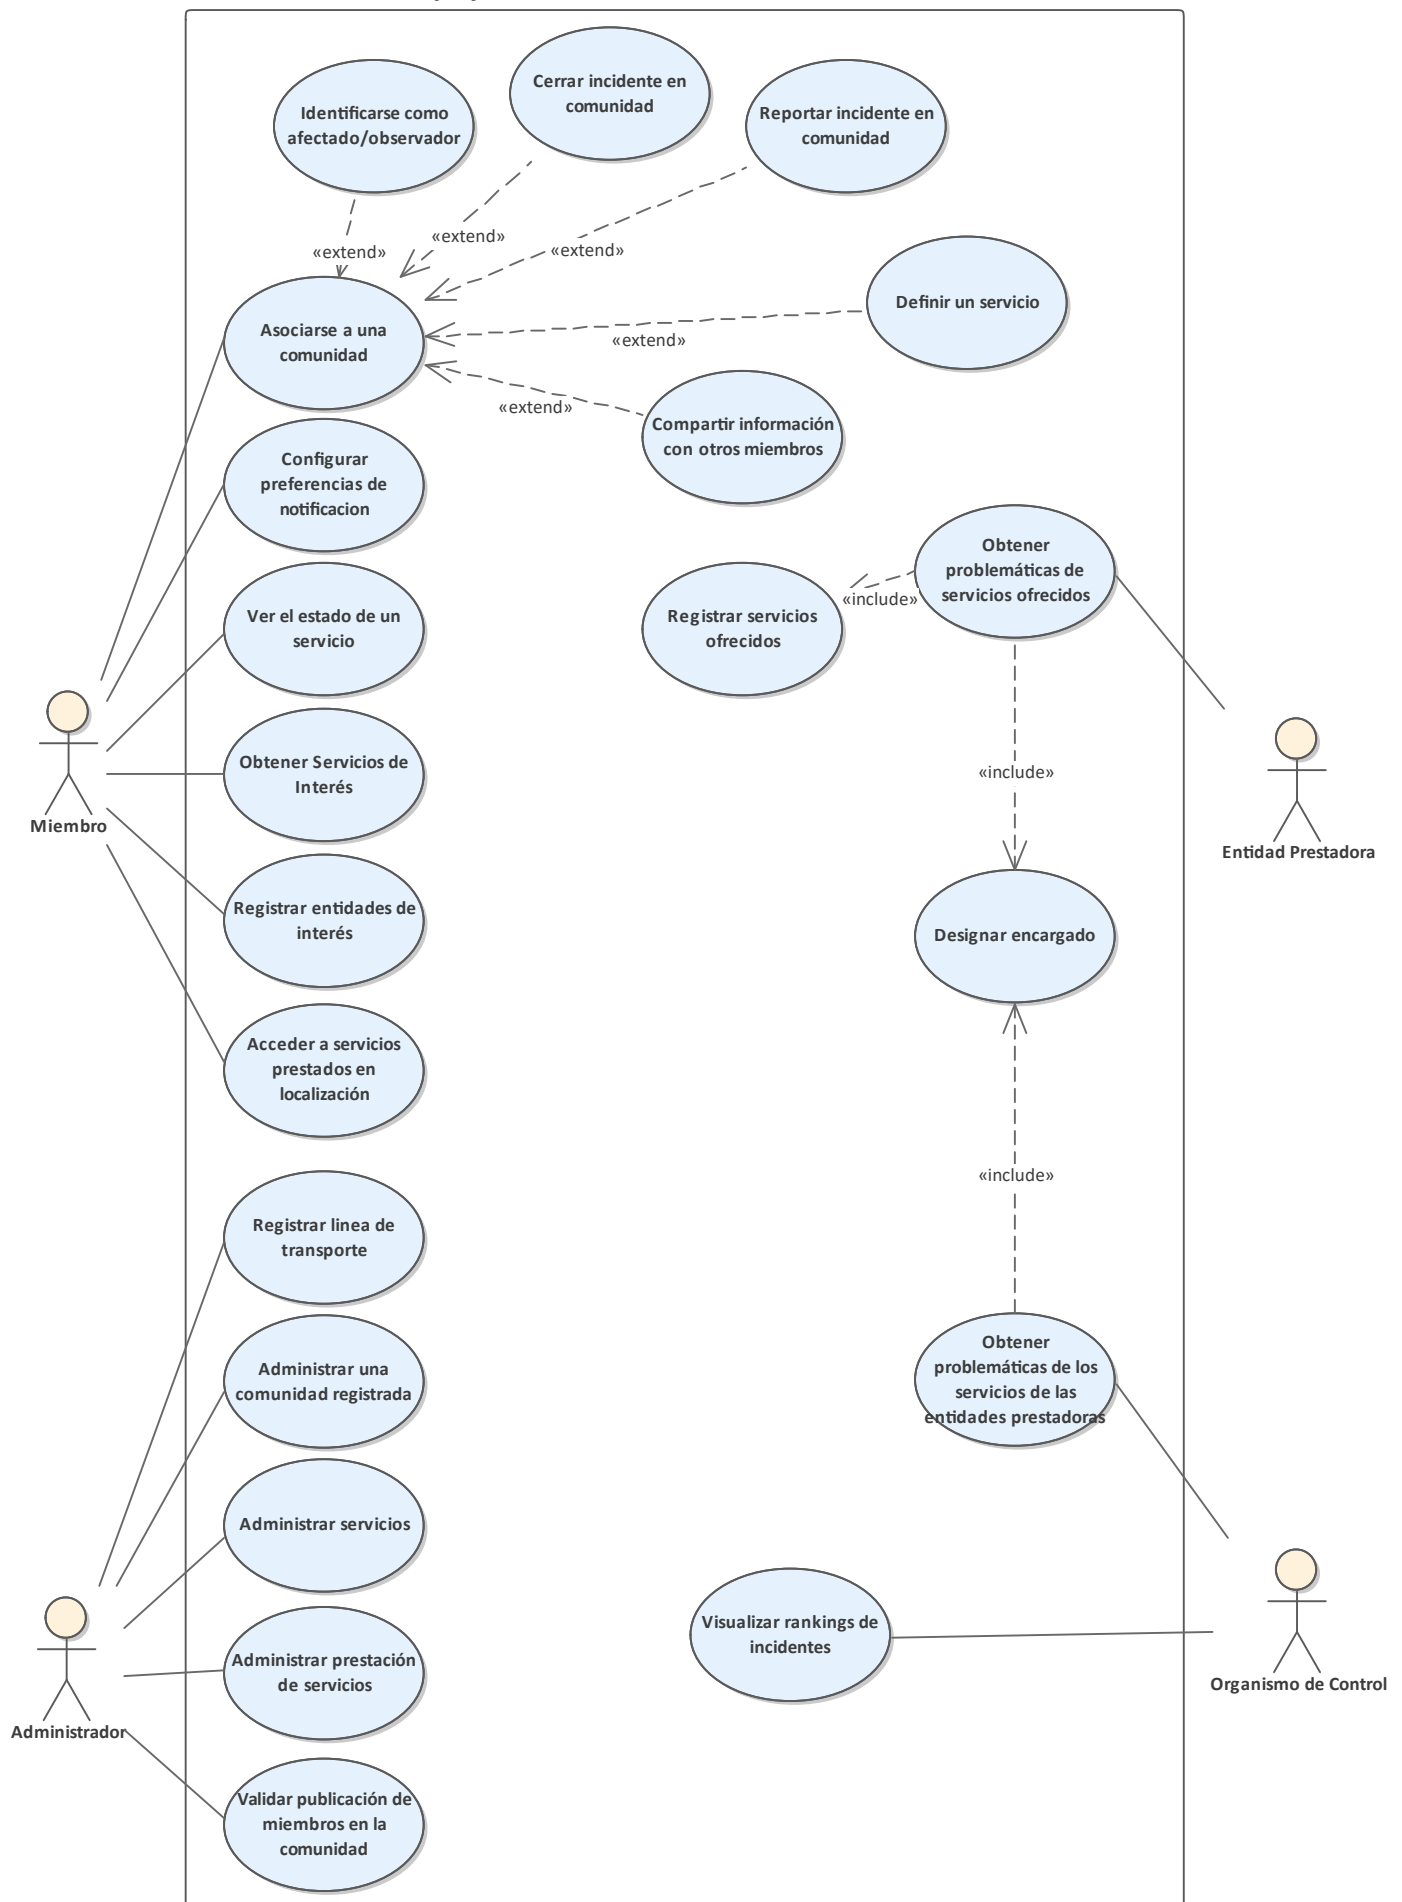 Cerrar incidente en
comunidad
Identificarse como
afectado/observador
Reportar incidente en
comunidad
«extend»
«extend»
«extend»
Definir un servicio
Asociarse a una
comunidad
«extend»
«extend»
Compartir información
con otros miembros
Configurar
preferencias de
notificacion
Obtener
problemáticas de
servicios ofrecidos
«include»
Registrar servicios
ofrecidos
Ver el estado de un
servicio
Obtener Servicios de
Interés
«include»
Miembro
Entidad Prestadora
Registrar entidades de
interés
Designar encargado
Acceder a servicios
prestados en
localización
«include»
Registrar linea de
transporte
Administrar una
comunidad registrada
Obtener
problemáticas de los
servicios de las
entidades prestadoras
Administrar servicios
Visualizar rankings de
incidentes
Organismo de Control
Administrar prestación
de servicios
Administrador
Validar publicación de
miembros en la
comunidad